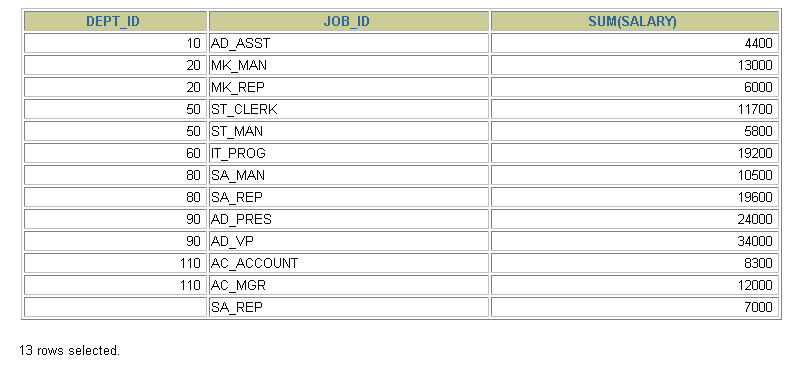 DEPT_ID JOB_ID SUM(SALARY)
10 AD_ASST 4400
20 MK_MAN 13000
20 MK_REP 6000
50 ST_CLERK 11700
50 ST_MAN 5800
60 IT_PROG 19200
80 SA_MAN 10500
80 SA_REP 19600
90 AD_PRES 24000
90 AD_VP 34000
110 AC_ACCOUNT 8300
110 AC_MGR 12000
SA_REP 7000
13 rows selected.